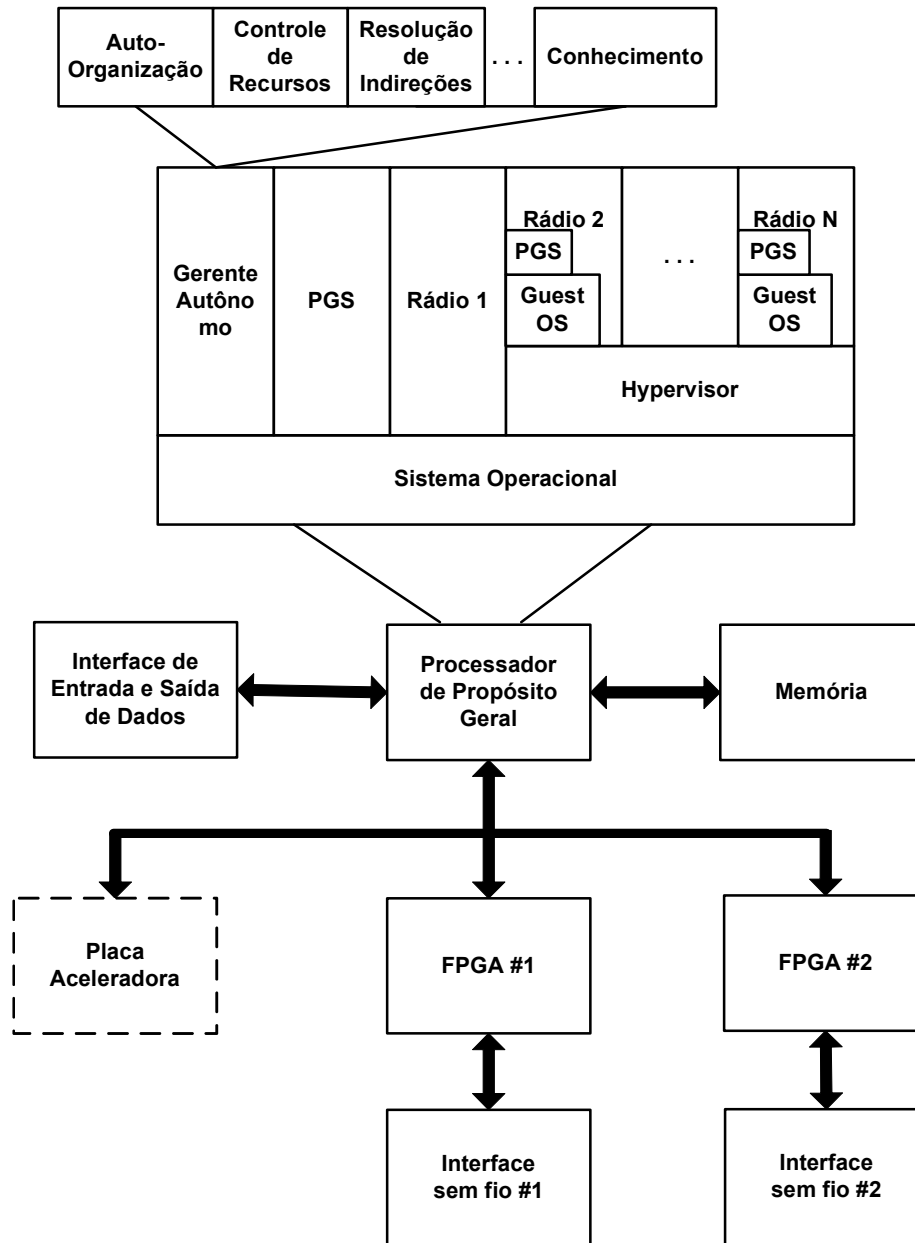 Auto-
Organização
Controle
de
Recursos
Resolução
de
Indireções
. . .
Conhecimento
Gerente
Autôno
mo
PGS
Rádio 1
Rádio 2
PGS
Guest
OS
. . .
Rádio N
PGS
Guest
OS
Hypervisor
Sistema Operacional
Interface de
Entrada e Saída
de Dados
Processador
de Propósito
Geral
Memória
Placa
Aceleradora
FPGA #1
FPGA #2
Interface
sem fio #1
Interface
sem fio #2